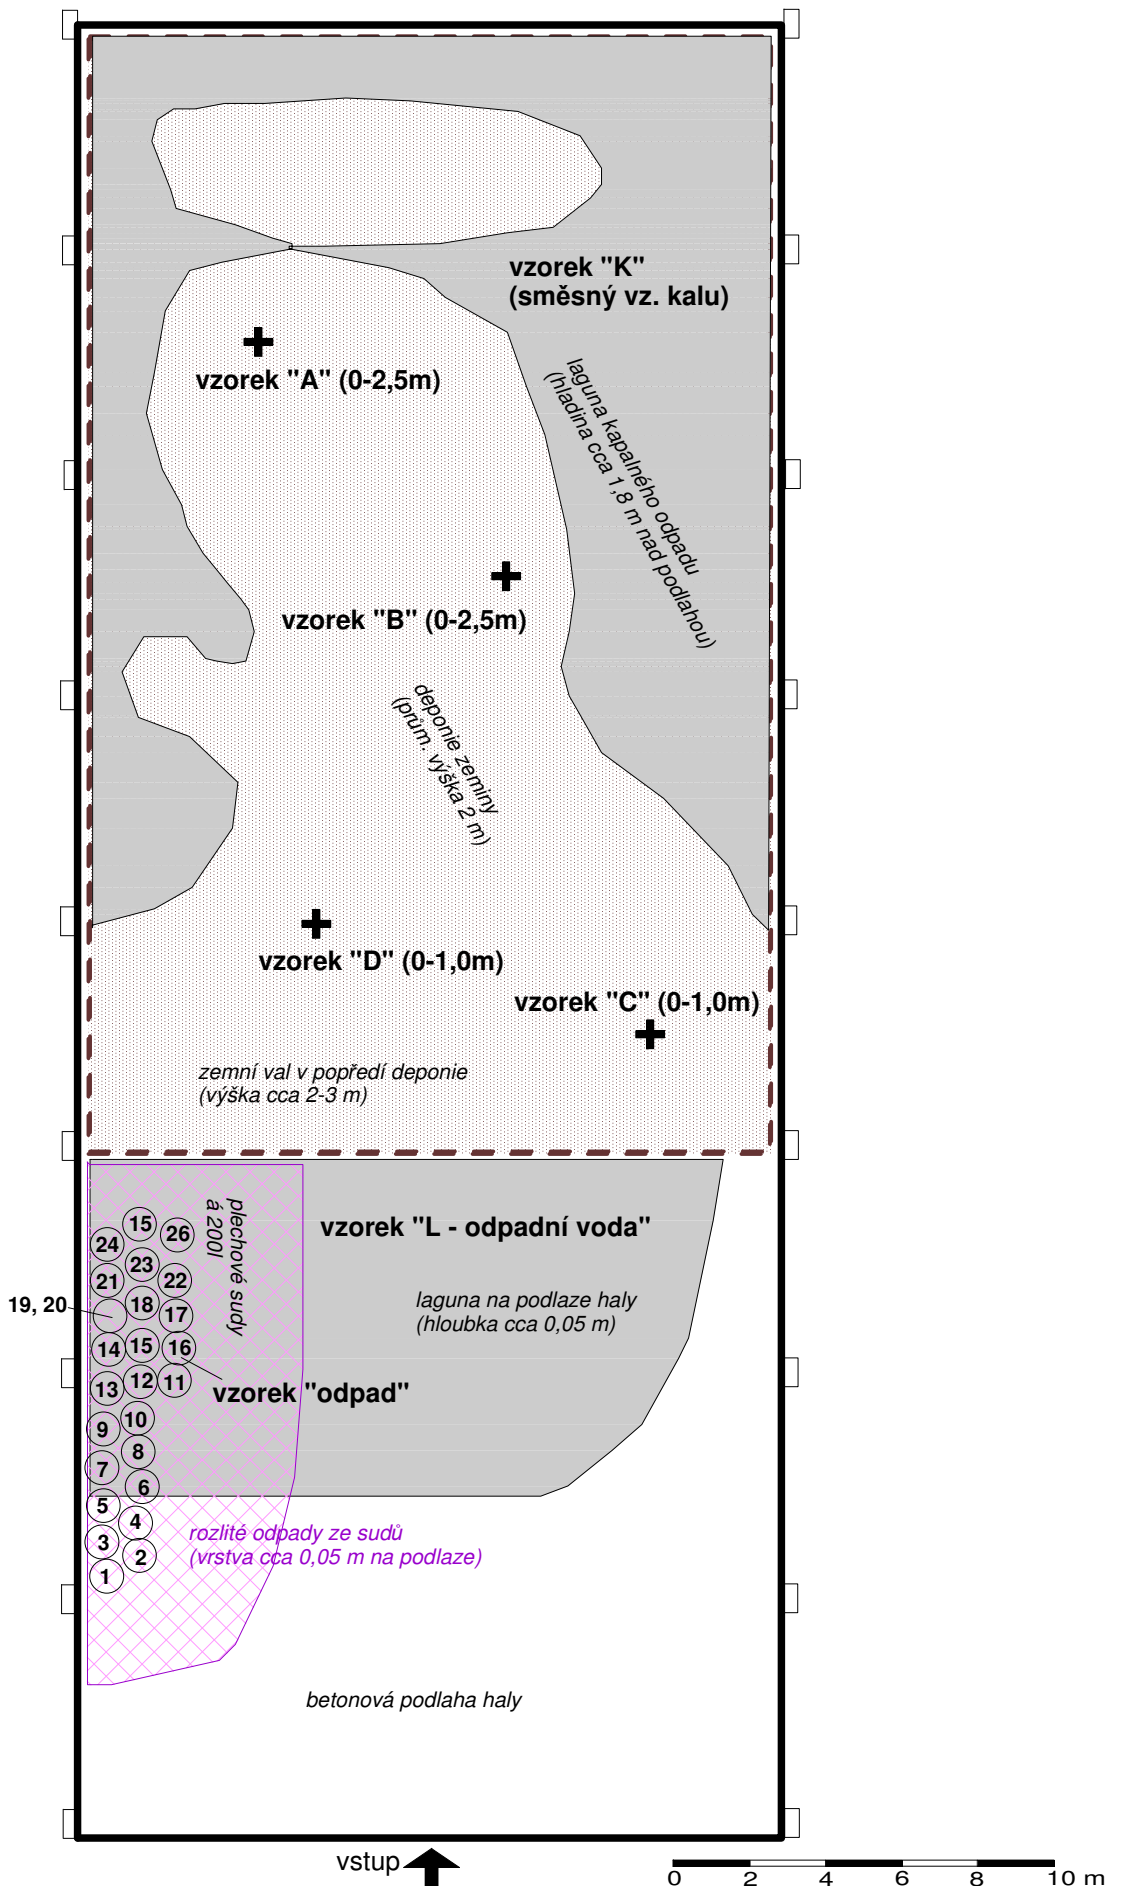 vzorek "K"
(směsný vz. kalu)
vzorek "A" (0-2,5m)
laguna kapalného odpadu
(hladina cca 1,8 m nad podlahou)
vzorek "B" (0-2,5m)
deponie zeminy
(prům. výška 2 m)
vzorek "D" (0-1,0m)
vzorek "C" (0-1,0m)
zemní val v popředí deponie
(výška cca 2-3 m)
plechové sudy
á 200l
vzorek "L - odpadní voda"
15
26
24
23
21
22
19, 20
18
17
laguna na podlaze haly
(hloubka cca 0,05 m)
14
15
16
13
12
11
vzorek "odpad"
10
9
8
7
6
5
4
3
2
1
rozlité odpady ze sudů
(vrstva cca 0,05 m na podlaze)
betonová podlaha haly
vstup
0 2 4 6 8 10 m